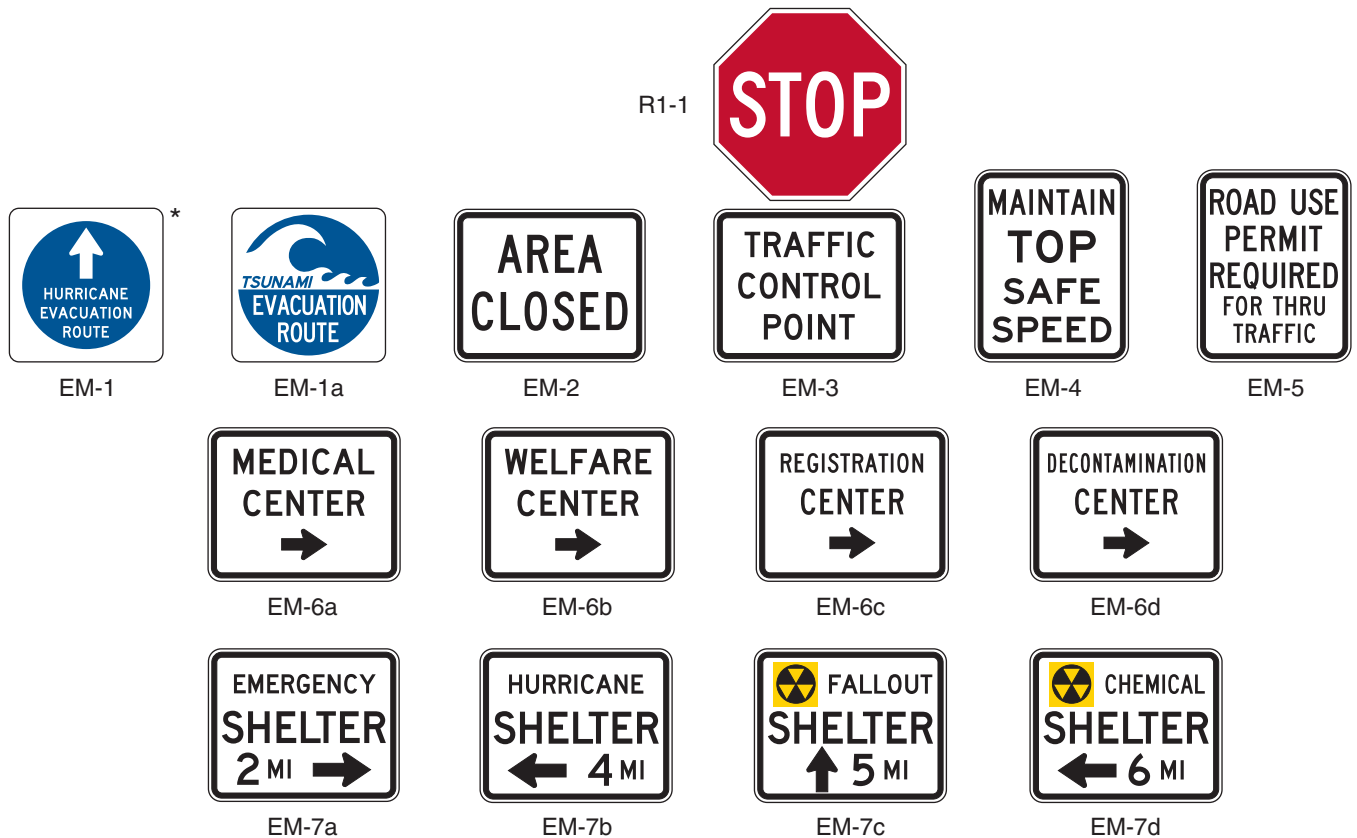 R1-1
STOP
*
HURRICANE
EVACUATION
ROUTE
EM-1
TSUNAMI
EVACUATION
ROUTE
EM-1a
AREA
CLOSED
EM-2
TRAFFIC
CONTROL
POINT
EM-3
MAINTAIN
TOP
SAFE
SPEED
EM-4
ROAD USE
PERMIT
REQUIRED
FOR THRU
TRAFFIC
EM-5
MEDICAL
CENTER
EM-6a
WELFARE
CENTER
EM-6b
REGISTRATION
CENTER
EM-6c
DECONTAMINATION
CENTER
EM-6d
EMERGENCY
SHELTER
2 MI
EM-7a
HURRICANE
SHELTER
4 MI
EM-7b
FALLOUT
SHELTER
5 MI
EM-7c
CHEMICAL
SHELTER
6 MI
EM-7d